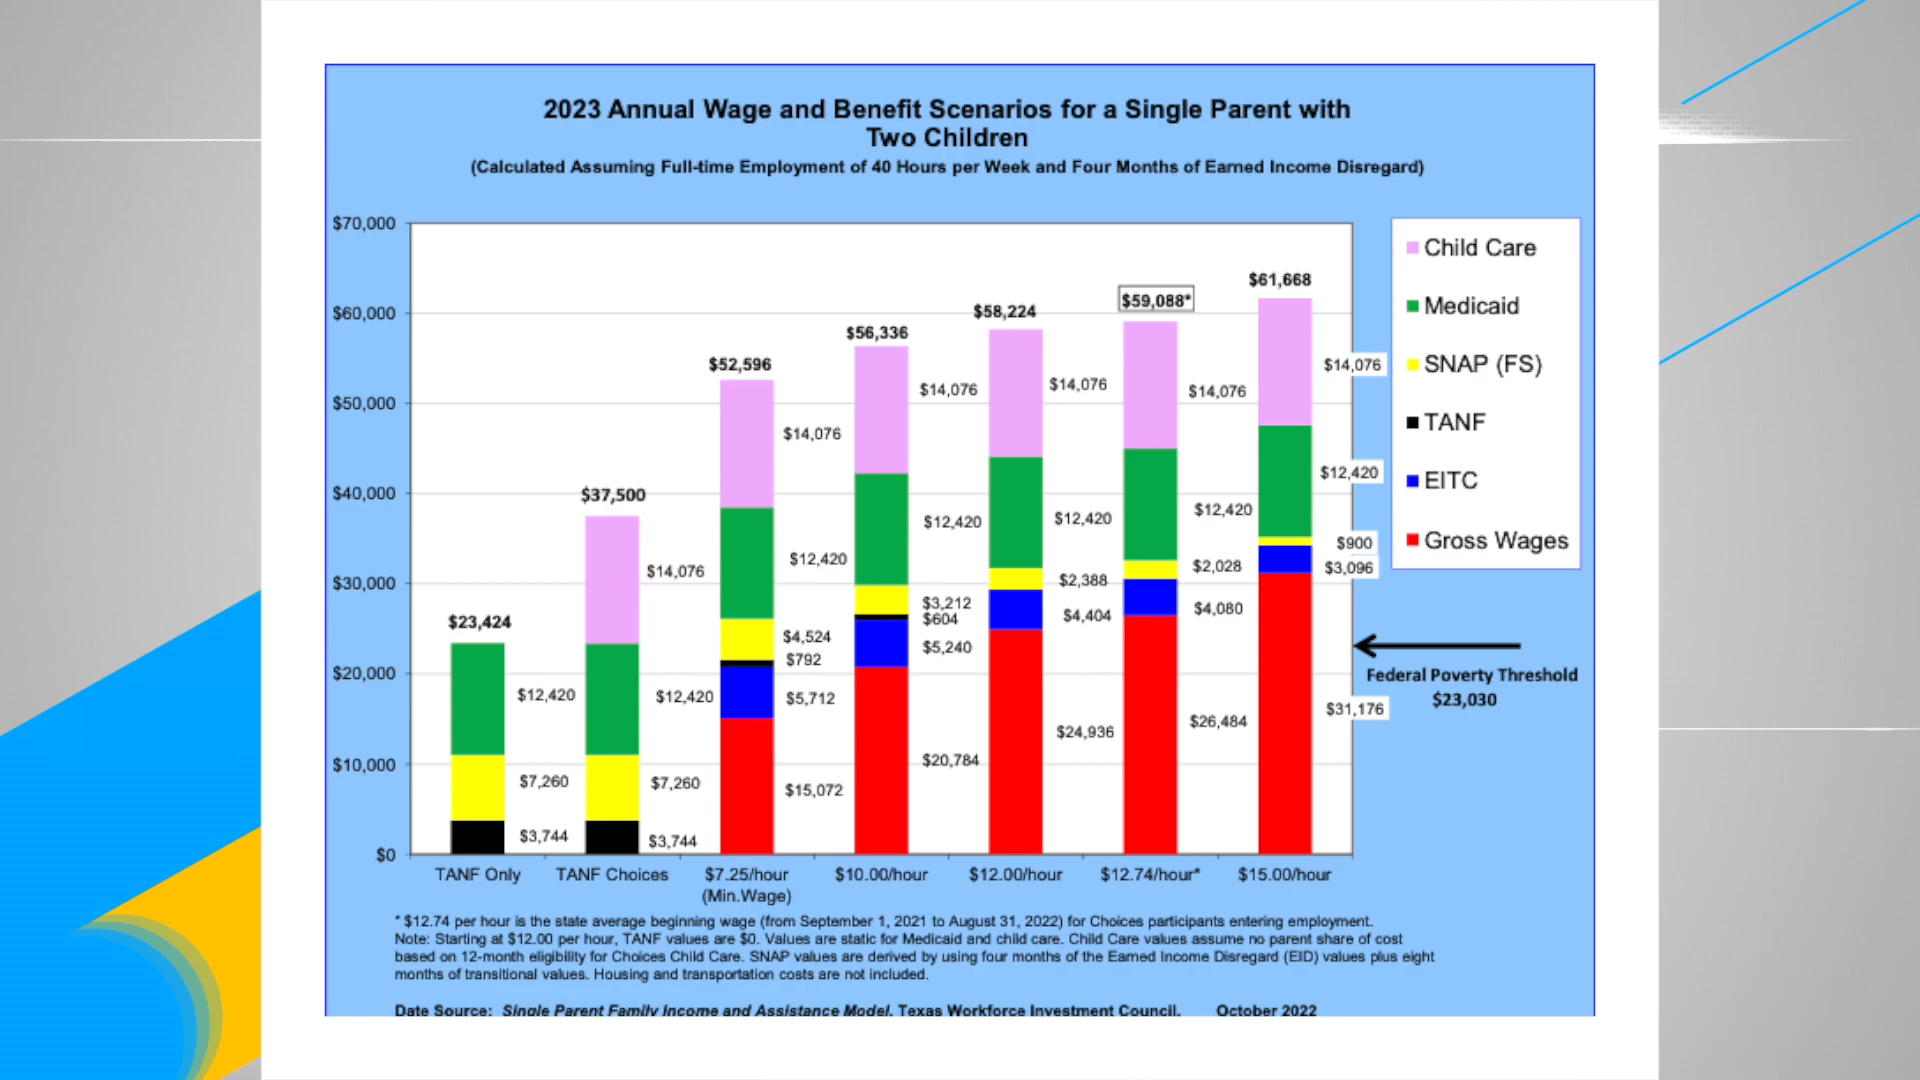 2023 Annual Wage and Benefit Scenarios for a Single Parent with
Two Children
(Calculated Assuming Full-time Employment of 40 Hours per Week and Four Months of Earned Income Disregard)
$70,000
$60,000
$50,000
$40,000
$30,000
$20,000
$10,000
$0
$23,424
$12,420
$7,260
$3,744
$37,500
$14,076
$12,420
$7,260
$3,744
$52,596
$14,076
$12,420
$4,524
$792
$5,712
$15,072
$56,336
$14,076
$12,420
$3,212
$604
$5,240
$20,784
$58,224
$14,076
$12,420
$2,388
$4,404
$24,936
$59,088*
$14,076
$12,420
$2,028
$4,080
$26,484
$61,668
$14,076
$12,420
$900
$3,096
$31,176
TANF Only
TANF Choices
$7.25/hour
(Min.Wage)
$10.00/hour
$12.00/hour
$12.74/hour*
$15.00/hour
Child Care
Medicaid
SNAP (FS)
TANF
EITC
Gross Wages
Federal Poverty Threshold
$23,030
* $12.74 per hour is the state average beginning wage (from September 1, 2021 to August 31, 2022) for Choices participants entering employment.
Note: Starting at $12.00 per hour, TANF values are $0. Values are static for Medicaid and child care. Child Care values assume no parent share of cost
based on 12-month eligibility for Choices Child Care. SNAP values are derived by using four months of the Earned Income Disregard (EID) values plus eight
months of transitional values. Housing and transportation costs are not included.
Date Source: Single Parent Family Income and Assistance Model. Texas Workforce Investment Council. October 2022